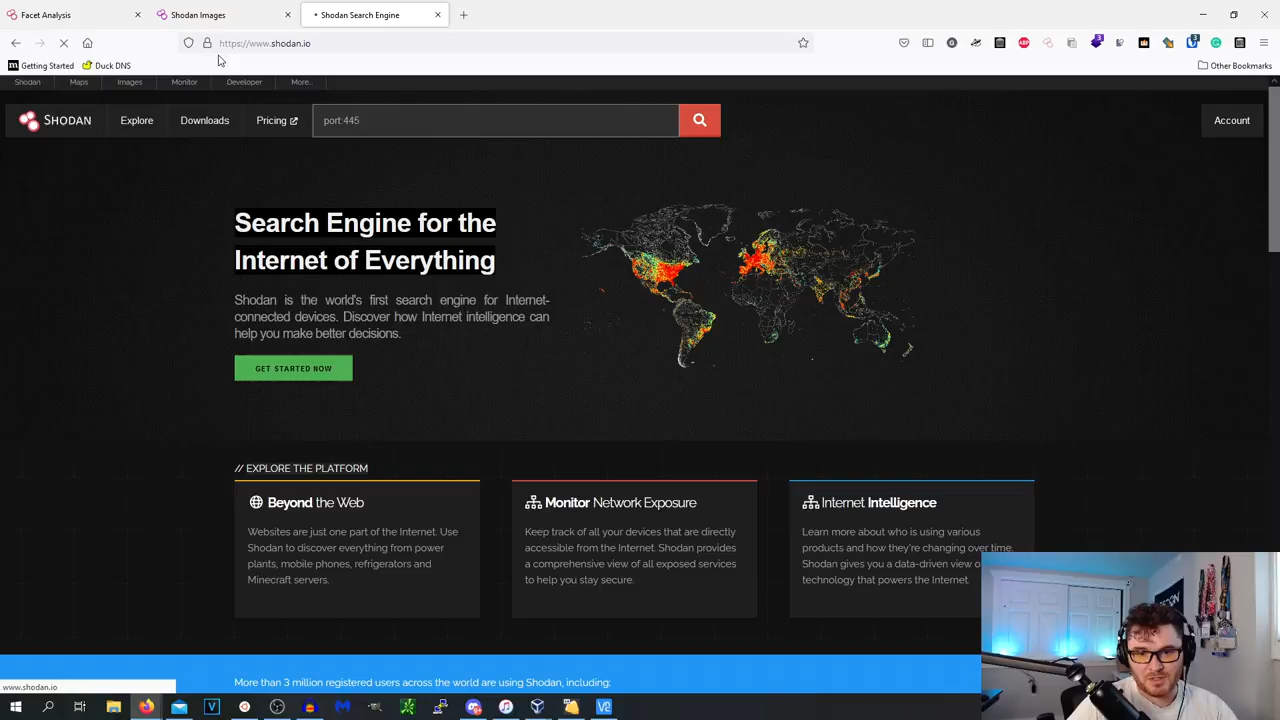 Facet Analysis
Shodan Images
Shodan Search Engine
https://www.shodan.io
Getting Started
Duck DNS
Other Bookmarks
Shodan
Maps
Images
Monitor
Developer
More...
SHODAN
Explore
Downloads
Pricing
port:445
Account
Search Engine for the
Internet of Everything
Shodan is the world's first search engine for Internet-
connected devices. Discover how Internet intelligence can
help you make better decisions.
GET STARTED NOW
// EXPLORE THE PLATFORM
Beyond the Web
Websites are just one part of the Internet. Use
Shodan to discover everything from power
plants, mobile phones, refrigerators and
Minecraft servers.
Monitor Network Exposure
Keep track of all your devices that are directly
accessible from the Internet. Shodan provides
a comprehensive view of all exposed services
to help you stay secure.
Internet Intelligence
Learn more about who is using various
products and how they're changing over time.
Shodan gives you a data-driven view o
technology that powers the Internet.
More than 3 million registered users across the world are using Shodan, including:
www.shodan.io